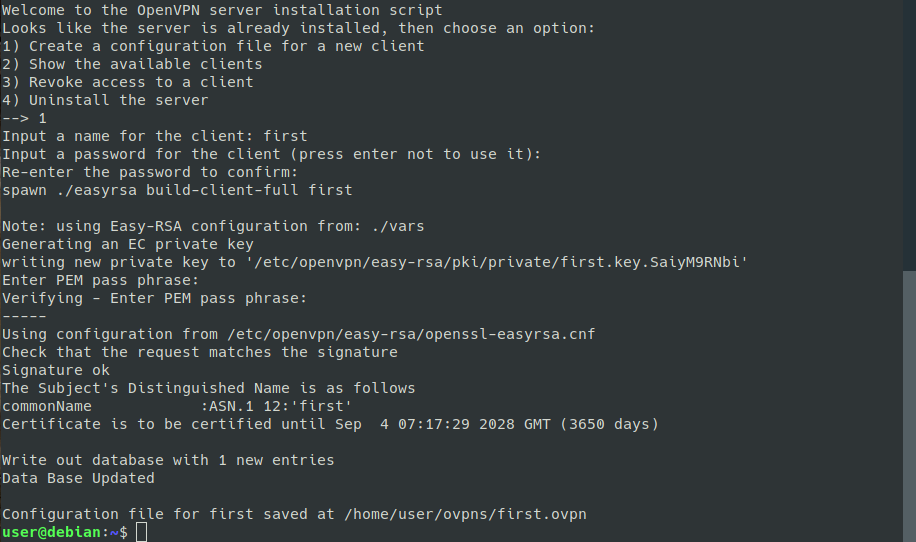 Welcome to the OpenVPN server installation script
Looks like the server is already installed, then choose an option:
1) Create a configuration file for a new client
2) Show the available clients
3) Revoke access to a client
4) Uninstall the server
--> 1
Input a name for the client: first
Input a password for the client (press enter not to use it):
Re-enter the password to confirm:
spawn ./easyrsa build-client-full first

Note: using Easy-RSA configuration from: ./vars
Generating an EC private key
writing new private key to '/etc/openvpn/easy-rsa/pki/private/first.key.SaiyM9RNbi'
Enter PEM pass phrase:
Verifying - Enter PEM pass phrase:
-----
Using configuration from /etc/openvpn/easy-rsa/openssl-easyrsa.cnf
Check that the request matches the signature
Signature ok
The Subject's Distinguished Name is as follows
commonName            :ASN.1 12:'first'
Certificate is to be certified until Sep  4 07:17:29 2028 GMT (3650 days)

Write out database with 1 new entries
Data Base Updated

Configuration file for first saved at /home/user/ovpns/first.ovpn
user@debian:~$